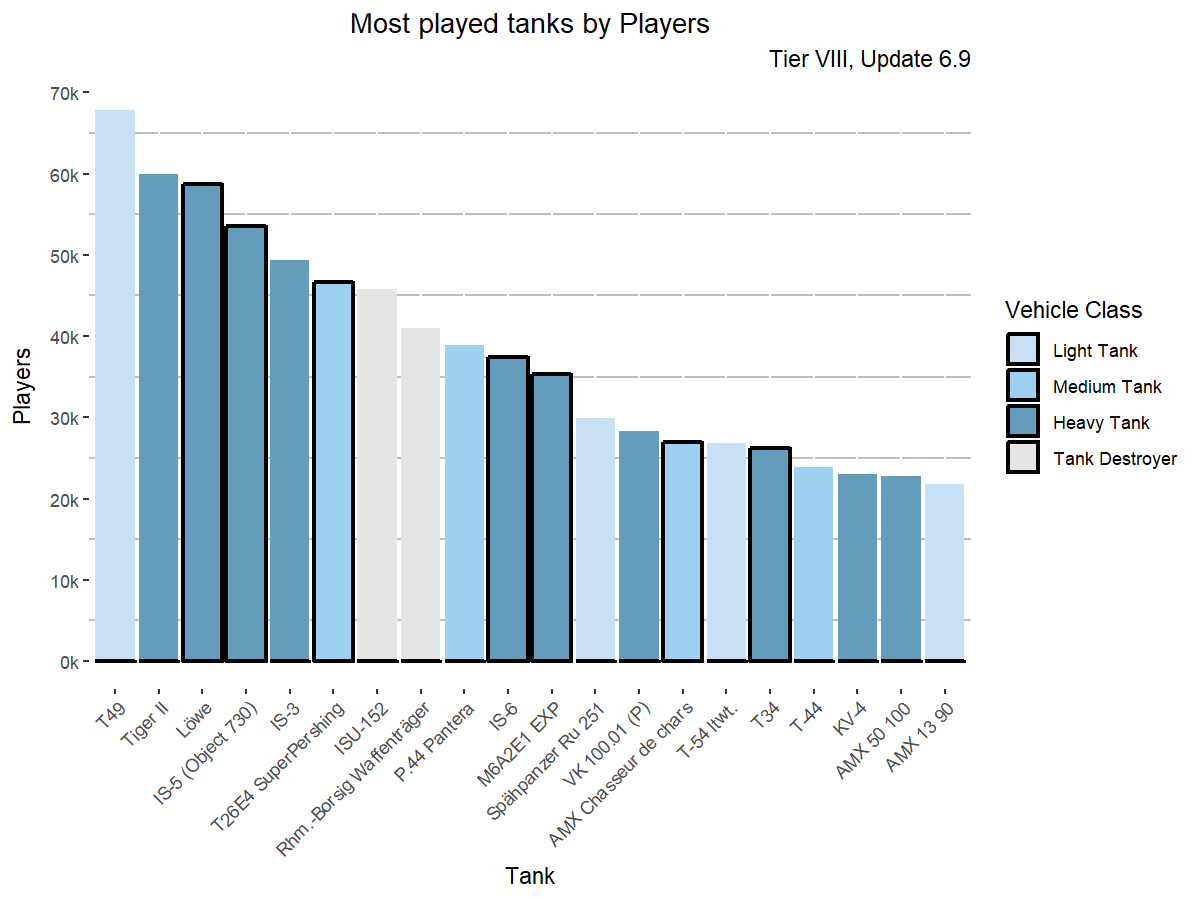 Most played tanks by Players
Tier VIII, Update 6.9
Players
70k
60k
50k
40k
30k
20k
10k
0k
T49
Tiger II
Löwe
IS-5 (Object 730)
IS-3
T26E4 SuperPershing
ISU-152
Rhm.-Borsig Waffenträger
P.44 Pantera
IS-6
M6A2E1 EXP
Spähpanzer Ru 251
VK 100.01 (P)
AMX Chasseur de chars
T-54 ltwt.
T34
T-44
KV-4
AMX 50 100
AMX 13 90
Tank
Vehicle Class
Light Tank
Medium Tank
Heavy Tank
Tank Destroyer